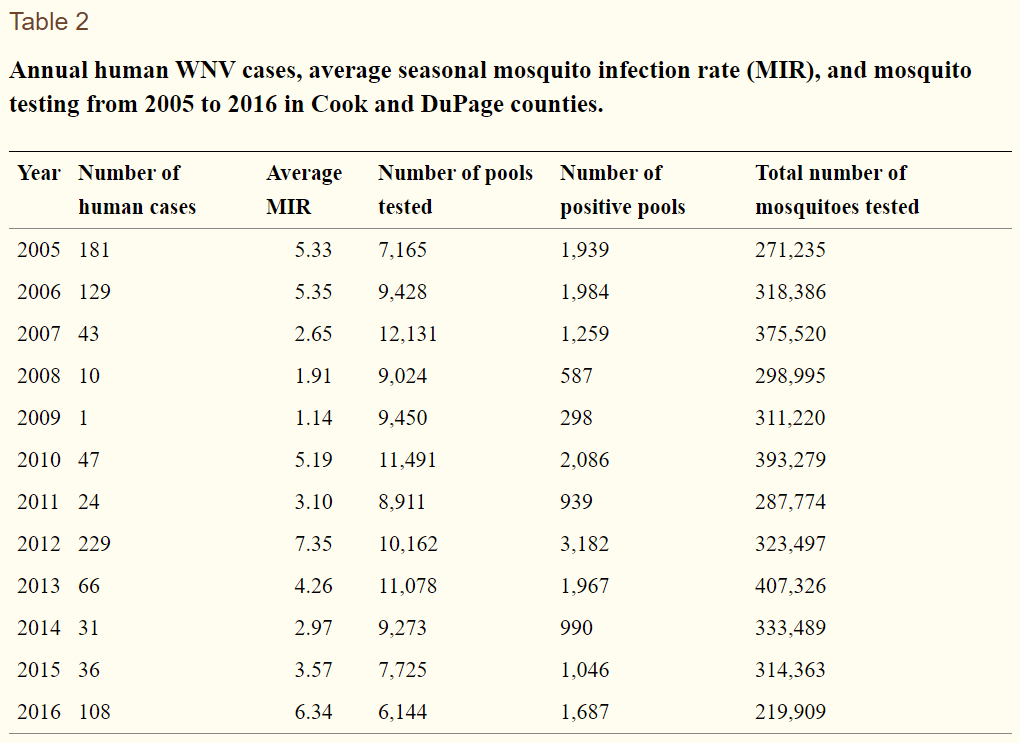 Table 2
Annual human WNV cases, average seasonal mosquito infection rate (MIR), and mosquito
testing from 2005 to 2016 in Cook and DuPage counties.
Year Number of Average Number of pools Number of Total number of
human cases MIR tested positive pools mosquitoes tested
2005 181 5.33 7,165 1,939 271,235
2006 129 5.35 9,428 1,984 318,386
2007 43 2.65 12,131 1,259 375,520
2008 10 1.91 9,024 587 298,995
2009 1 1.14 9,450 298 311,220
2010 47 5.19 11,491 2,086 393,279
2011 24 3.10 8,911 939 287,774
2012 229 7.35 10,162 3,182 323,497
2013 66 4.26 11,078 1,967 407,326
2014 31 2.97 9,273 990 333,489
2015 36 3.57 7,725 1,046 314,363
2016 108 6.34 6,144 1,687 219,909